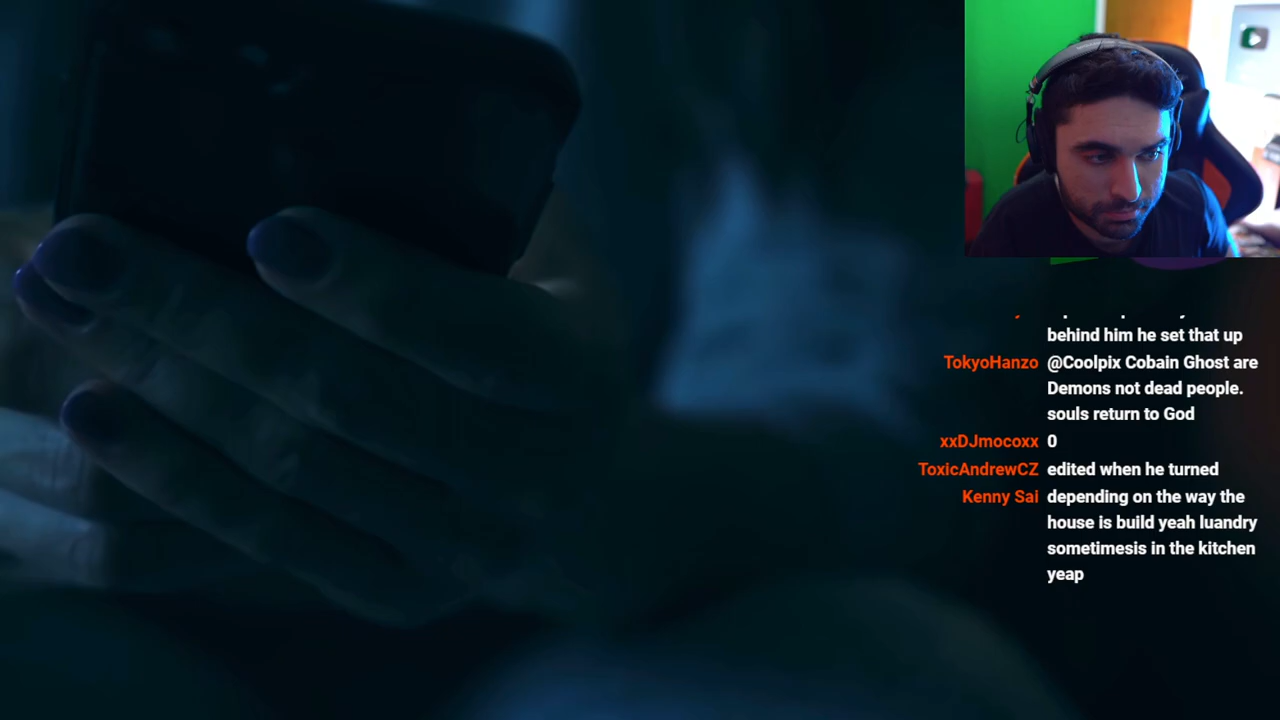 behind him he set that up
TokyoHanzo @Coolpix Cobain Ghost are
Demons not dead people.
souls return to God
xxDJmocoxx 0
ToxicAndrewCZ edited when he turned
Kenny Sai depending on the way the
house is build yeah luandry
sometimesis in the kitchen
yeap